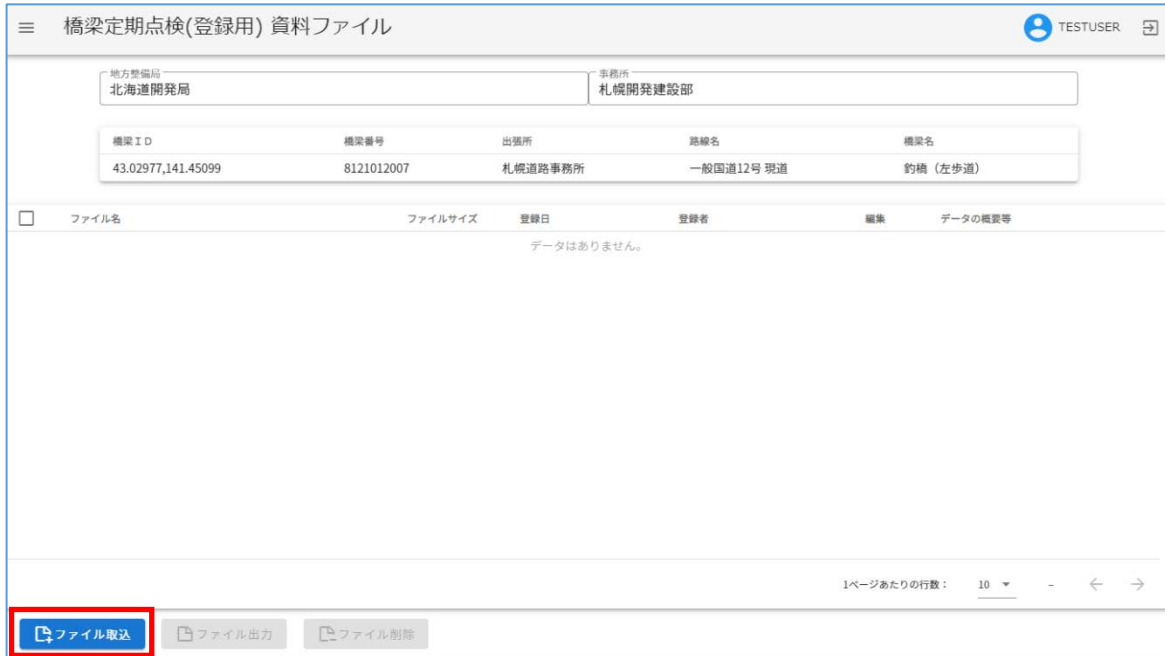 橋梁定期点検(登録用) 資料ファイル
TESTUSER
地方整備局 事務所
北海道開発局 札幌開発建設部
橋梁ID 橋梁番号 出張所 路線名 橋梁名
43.02977,141.45099 8121012007 札幌道路事務所 一般国道12号 現道 釣橋（左歩道）
ファイル名 ファイルサイズ 登録日 登録者 編集 データの概要等
データはありません。
1ページあたりの行数： 10 –
ファイル取込 ファイル出力 ファイル削除